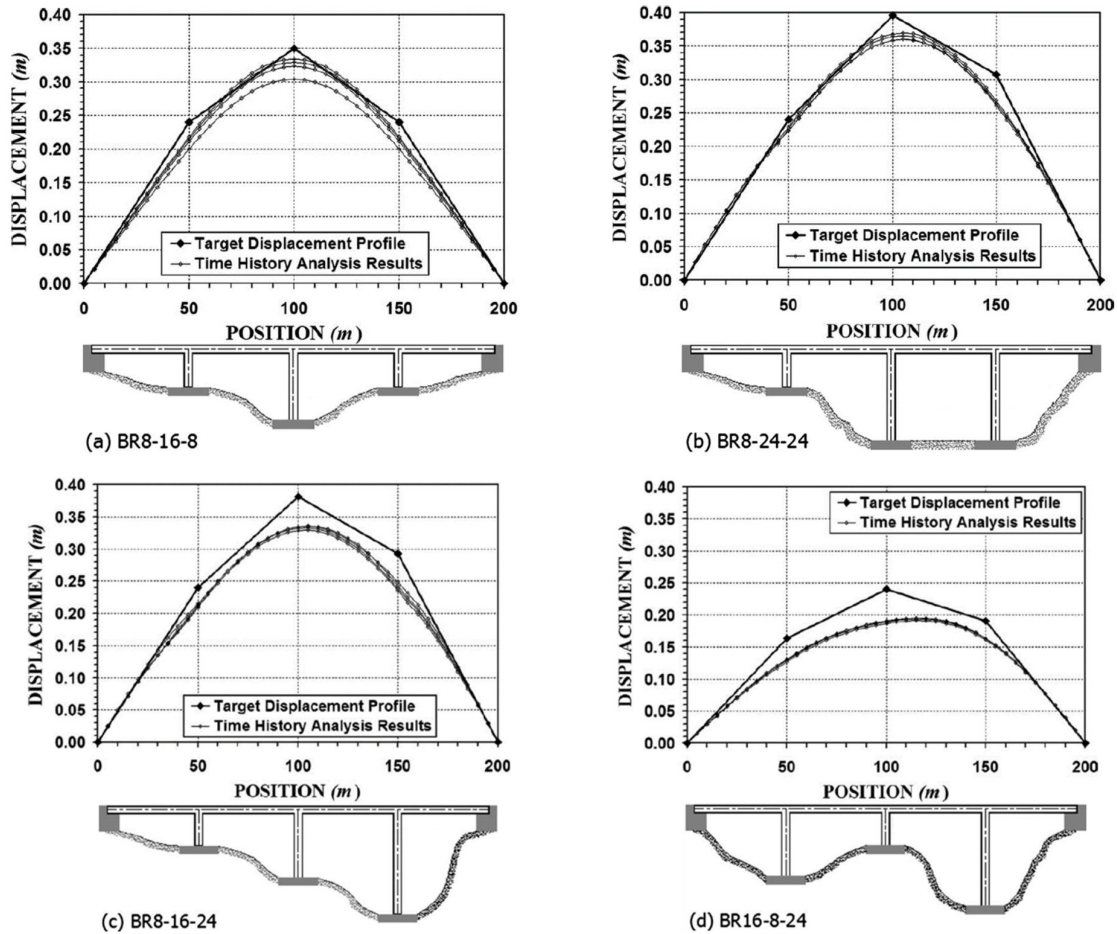 0.40
0.35
0.30
0.25
0.20
0.15
0.10
0.05
0.00
DISPLACEMENT (m)
Target Displacement Profile
Time History Analysis Results
0 50 100 150 200
POSITION (m)
(a) BR8-16-8
0.40
0.35
0.30
0.25
0.20
0.15
0.10
0.05
0.00
DISPLACEMENT (m)
Target Displacement Profile
Time History Analysis Results
0 50 100 150 200
POSITION (m)
(b) BR8-24-24
0.40
0.35
0.30
0.25
0.20
0.15
0.10
0.05
0.00
DISPLACEMENT (m)
Target Displacement Profile
Time History Analysis Results
0 50 100 150 200
POSITION (m)
(c) BR8-16-24
0.40
0.35
0.30
0.25
0.20
0.15
0.10
0.05
0.00
DISPLACEMENT (m)
Target Displacement Profile
Time History Analysis Results
0 50 100 150 200
POSITION (m)
(d) BR16-8-24